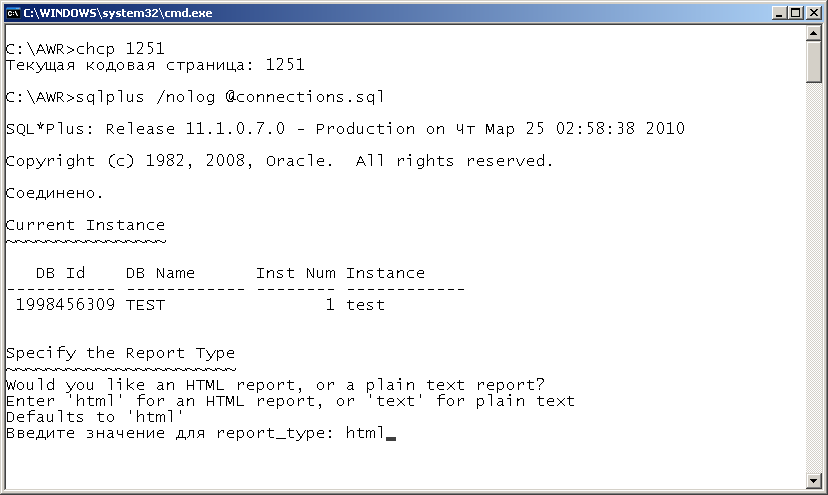 C:\WINDOWS\system32\cmd.exe
C:\AWR>chcp 1251
Текущая кодовая страница: 1251
C:\AWR>sqlplus /nolog @connections.sql
SQL*Plus: Release 11.1.0.7.0 - Production on Чт Мар 25 02:58:38 2010
Copyright (c) 1982, 2008, Oracle.  All rights reserved.
Соединено.
Current Instance
~~~~~~~~~~~~~~~~
   DB Id    DB Name      Inst Num Instance
----------- ------------ -------- ------------
 1998456309 TEST                1 test
Specify the Report Type
~~~~~~~~~~~~~~~~~~~~~~~
Would you like an HTML report, or a plain text report?
Enter 'html' for an HTML report, or 'text' for plain text
Defaults to 'html'
Введите значение для report_type: html